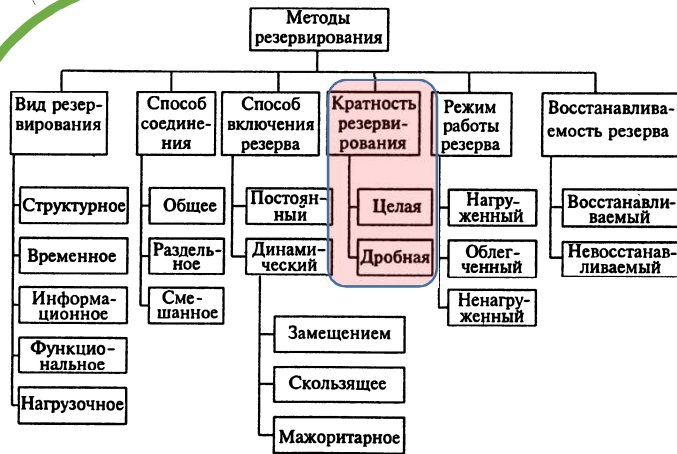 Методы
резервирования
Вид резер-
вирования
Способ
соедине-
ния
Способ
включения
резерва
Кратность
резерви-
рования
Режим
работы
резерва
Восстанавлива-
емость резерва
Структурное
Временное
Информа-
ционное
Функцио-
нальное
Нагрузочное
Общее
Раздель-
ное
Сме-
шанное
Постоян-
ный
Динами-
ческий
Замещением
Скользящее
Мажоритарное
Целая
Дробная
Нагру-
женный
Облег-
ченный
Ненагру-
женный
Восстанавли-
ваемый
Невосстанав-
ливаемый